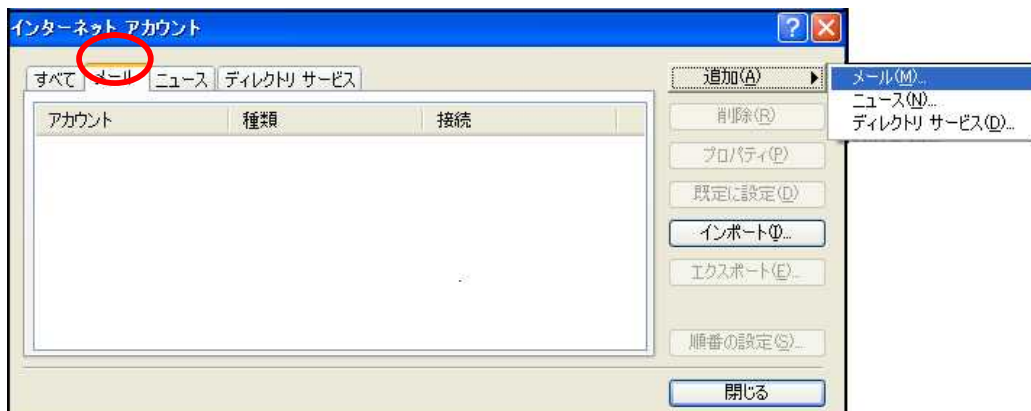 インターネット アカウント
すべて メール ニュース ディレクトリ サービス
アカウント 種類 接続
追加(A)
削除(R)
プロパティ(P)
既定に設定(D)
インポート(I)...
エクスポート(E)...
順番の設定(S)...
閉じる
メール(M)...
ニュース(N)...
ディレクトリ サービス(D)...